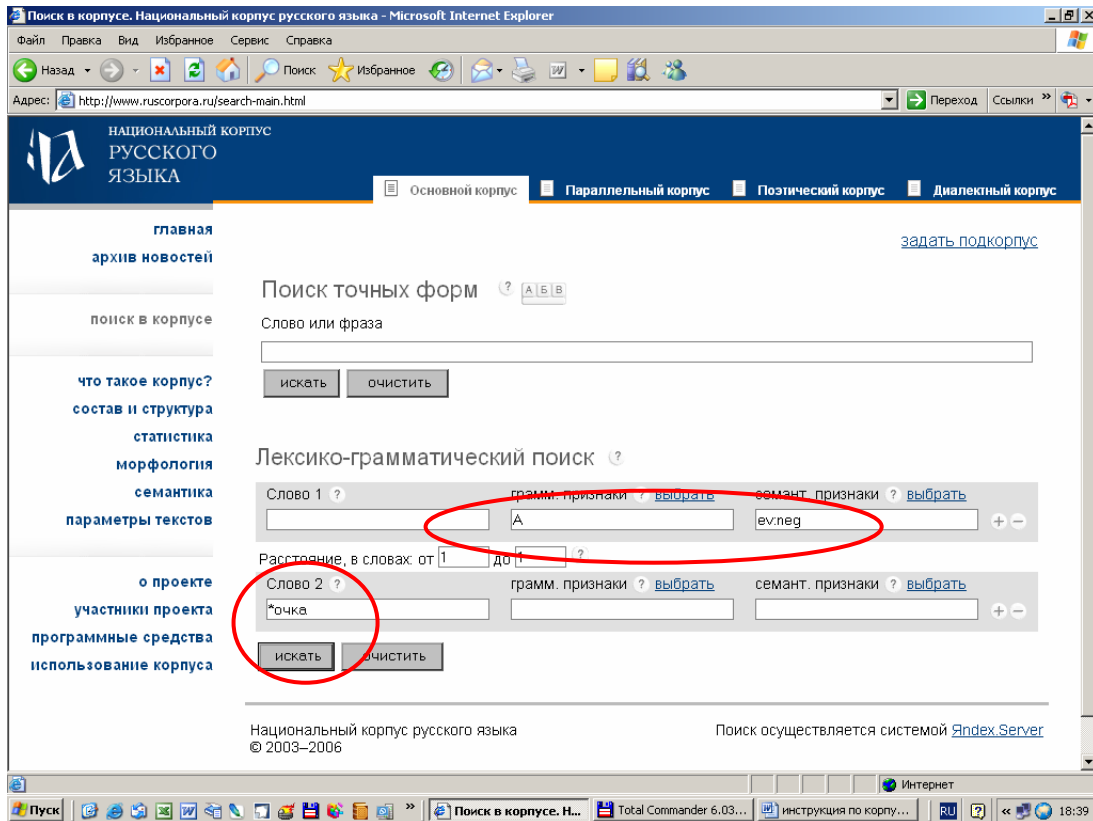 Поиск в корпусе. Национальный корпус русского языка - Microsoft Internet Explorer
Файл Правка Вид Избранное Сервис Справка
Назад Поиск Избранное
Адрес: http://www.ruscorpora.ru/search-main.html Переход Ссылки »
НАЦИОНАЛЬНЫЙ КОРПУС
РУССКОГО
ЯЗЫКА
Основной корпус Параллельный корпус Поэтический корпус Диалектный корпус
главная
архив новостей
поиск в корпусе
что такое корпус?
состав и структура
статистика
морфология
семантика
параметры текстов
о проекте
участники проекта
программные средства
использование корпуса
задать подкорпус
Поиск точных форм ? А Б В
Слово или фраза
искать очистить
Лексико-грамматический поиск ?
Слово 1 ? грамм. признаки ? выбрать семант. признаки ? выбрать
A ev:neg + −
Расстояние, в словах: от 1 до 1 ?
Слово 2 ? грамм. признаки ? выбрать семант. признаки ? выбрать
*очка + −
искать очистить
Национальный корпус русского языка
© 2003–2006
Поиск осуществляется системой Яndex.Server
Интернет
Пуск » Поиск в корпусе. Н... Total Commander 6.03... инструкция по корпу... RU ? « 18:39